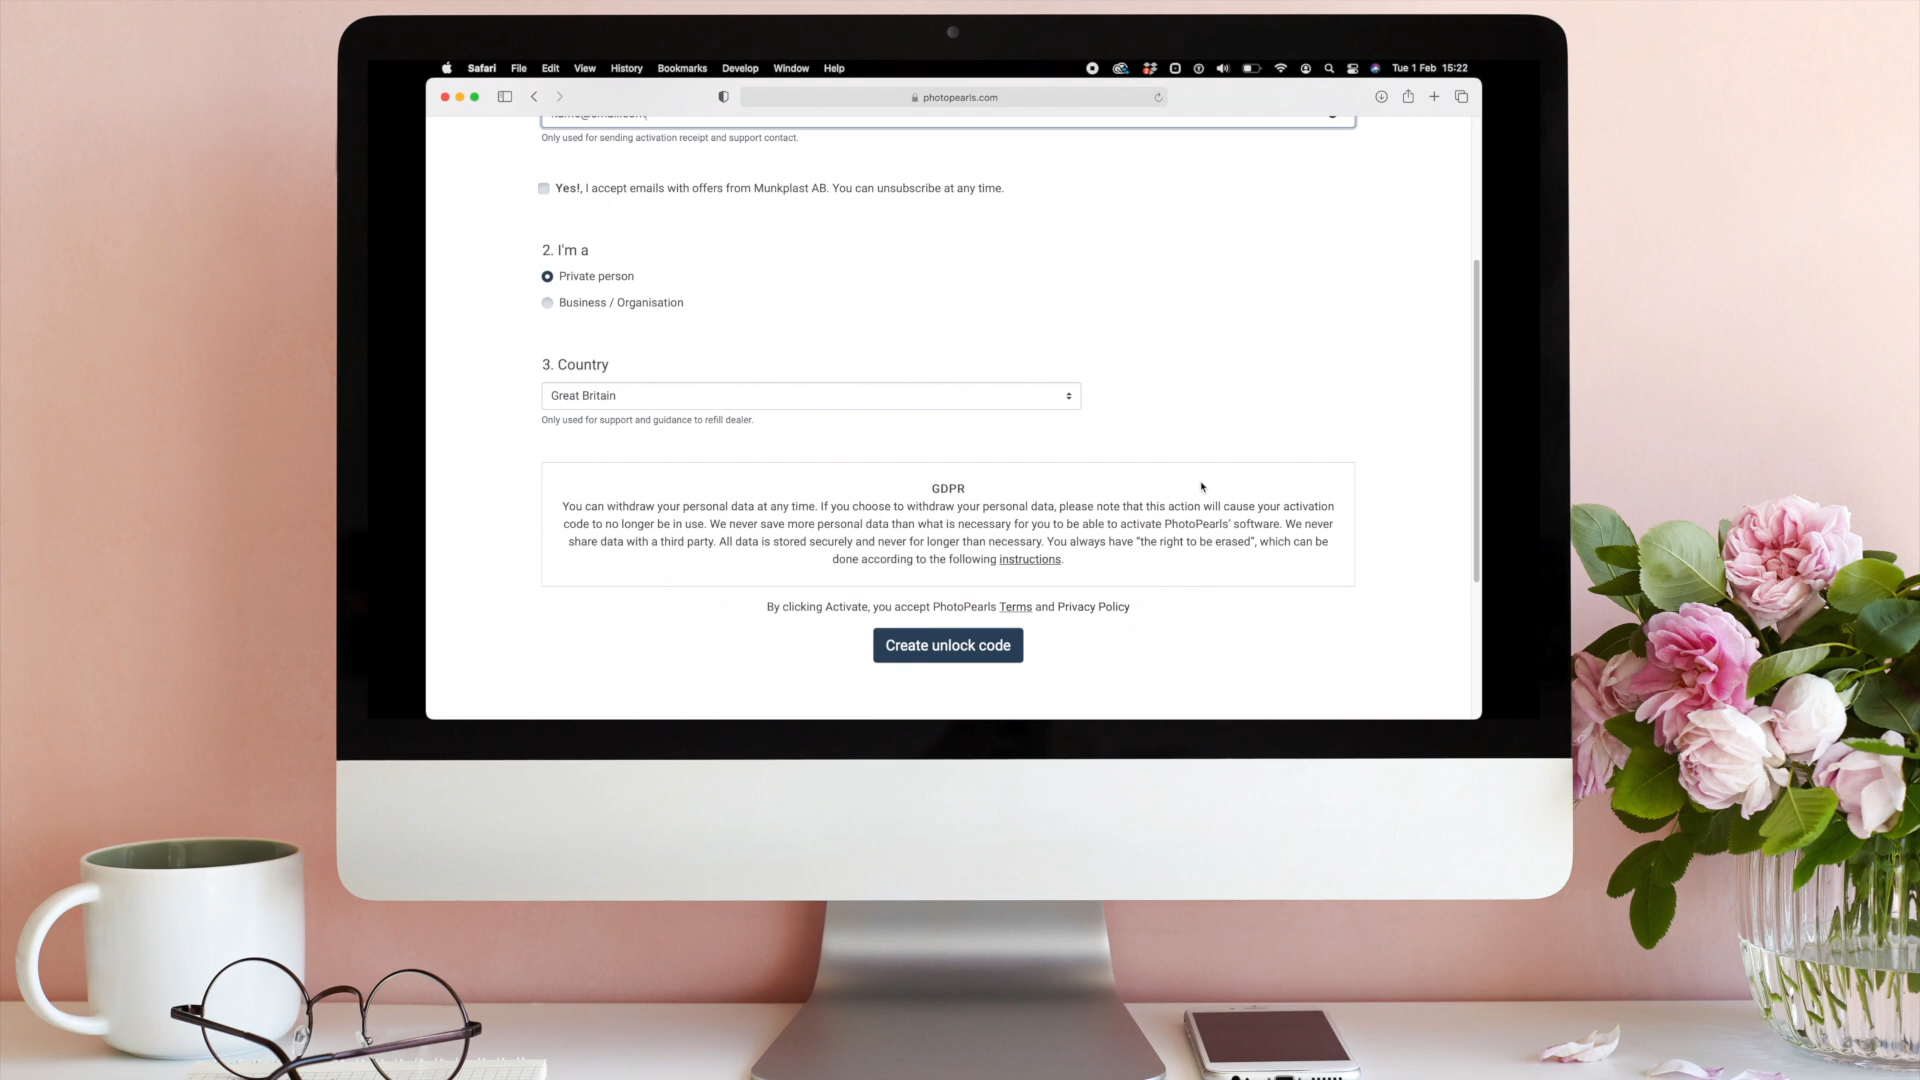 Safari File Edit View History Bookmarks Develop Window Help Tue 1 Feb 15:22
photopearls.com
Only used for sending activation receipt and support contact.
Yes!, I accept emails with offers from Munkplast AB. You can unsubscribe at any time.
2. I'm a
Private person
Business / Organisation
3. Country
Great Britain
Only used for support and guidance to refill dealer.
GDPR
You can withdraw your personal data at any time. If you choose to withdraw your personal data, please note that this action will cause your activation
code to no longer be in use. We never save more personal data than what is necessary for you to be able to activate PhotoPearls' software. We never
share data with a third party. All data is stored securely and never for longer than necessary. You always have "the right to be erased", which can be
done according to the following instructions.
By clicking Activate, you accept PhotoPearls Terms and Privacy Policy
Create unlock code